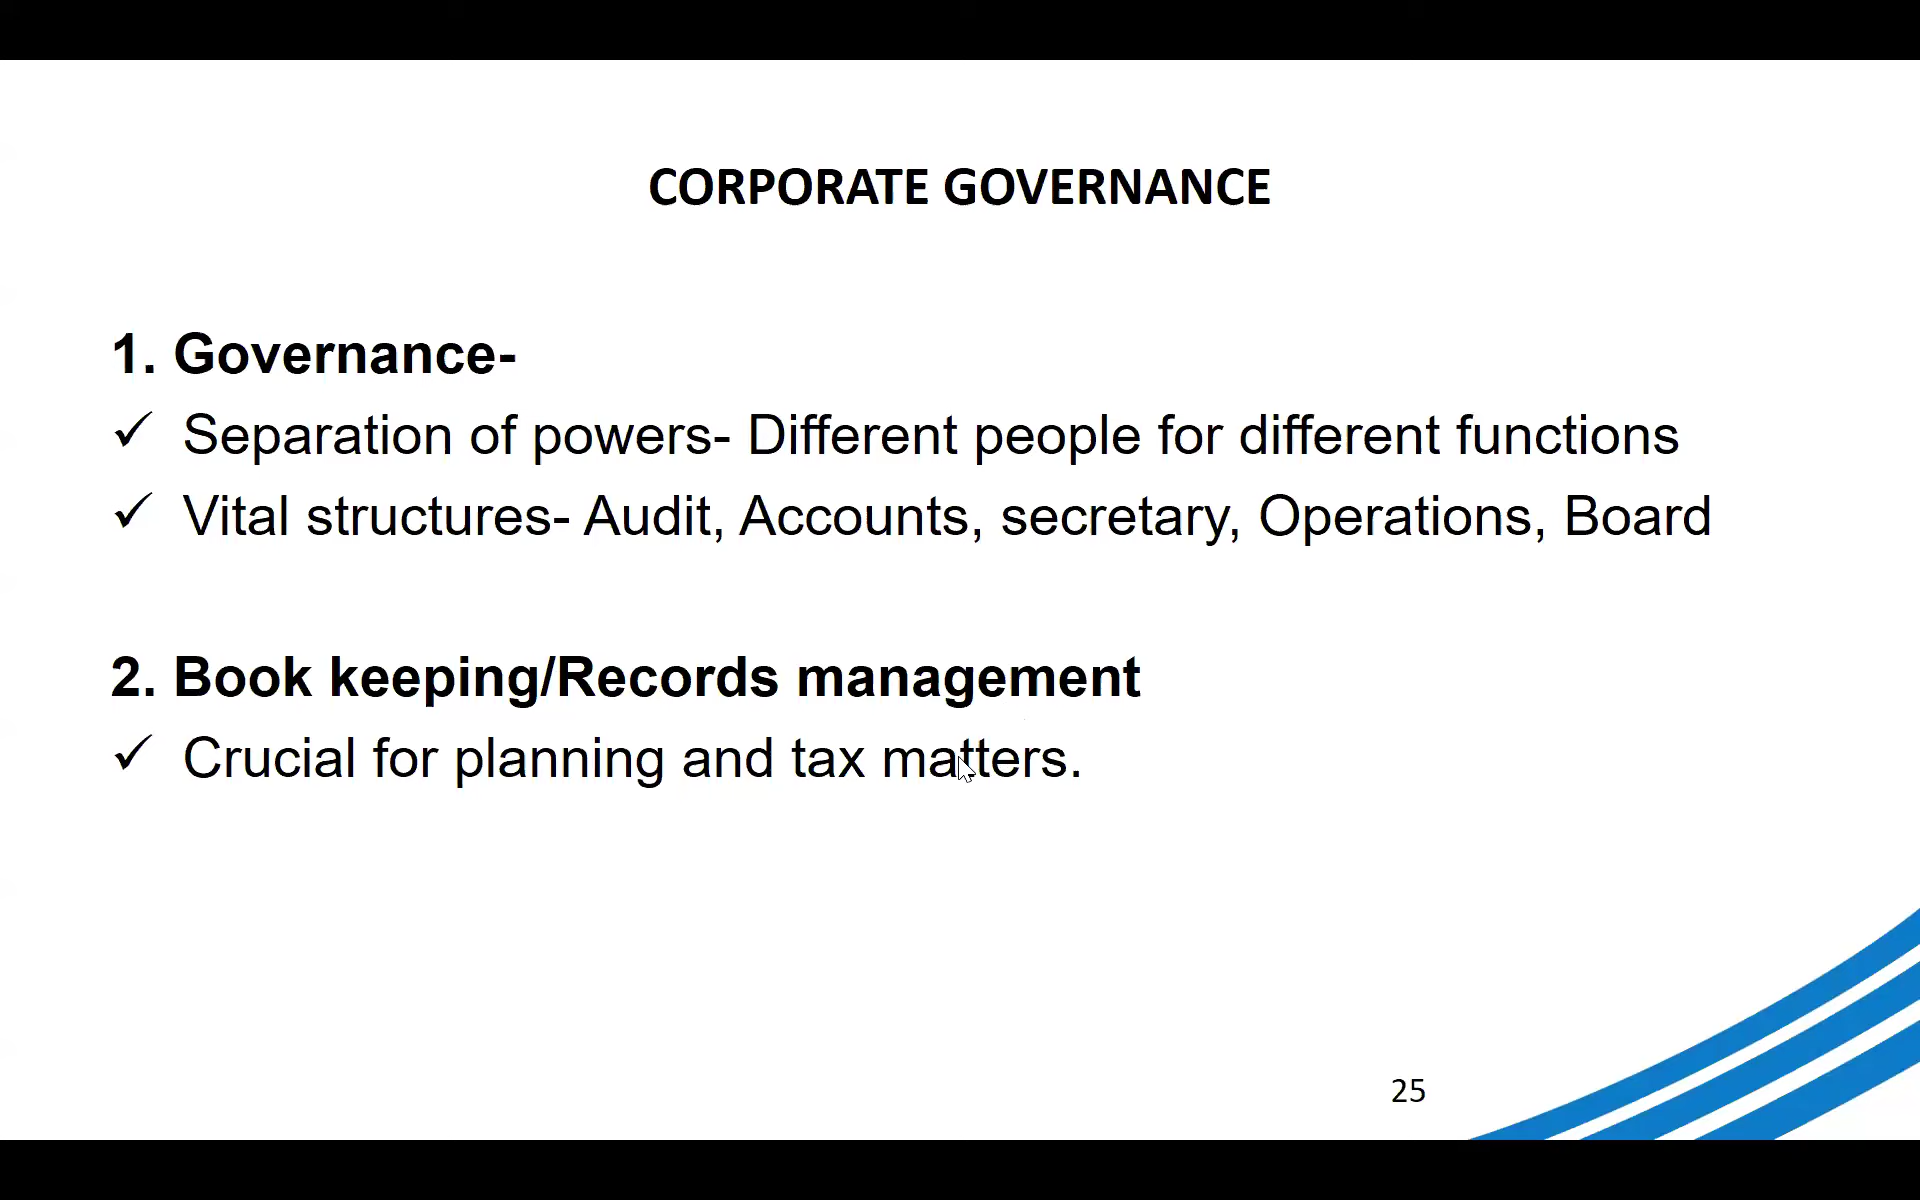 CORPORATE GOVERNANCE
1. Governance-
✓ Separation of powers- Different people for different functions
✓ Vital structures- Audit, Accounts, secretary, Operations, Board
2. Book keeping/Records management
✓ Crucial for planning and tax matters.
25